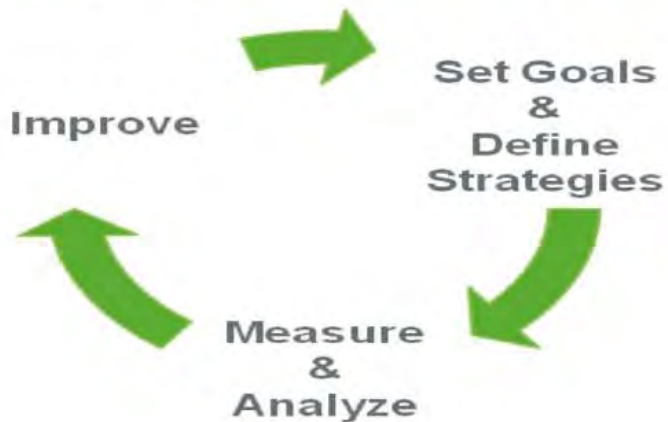 Improve
Set Goals
&
Define
Strategies
Measure
&
Analyze